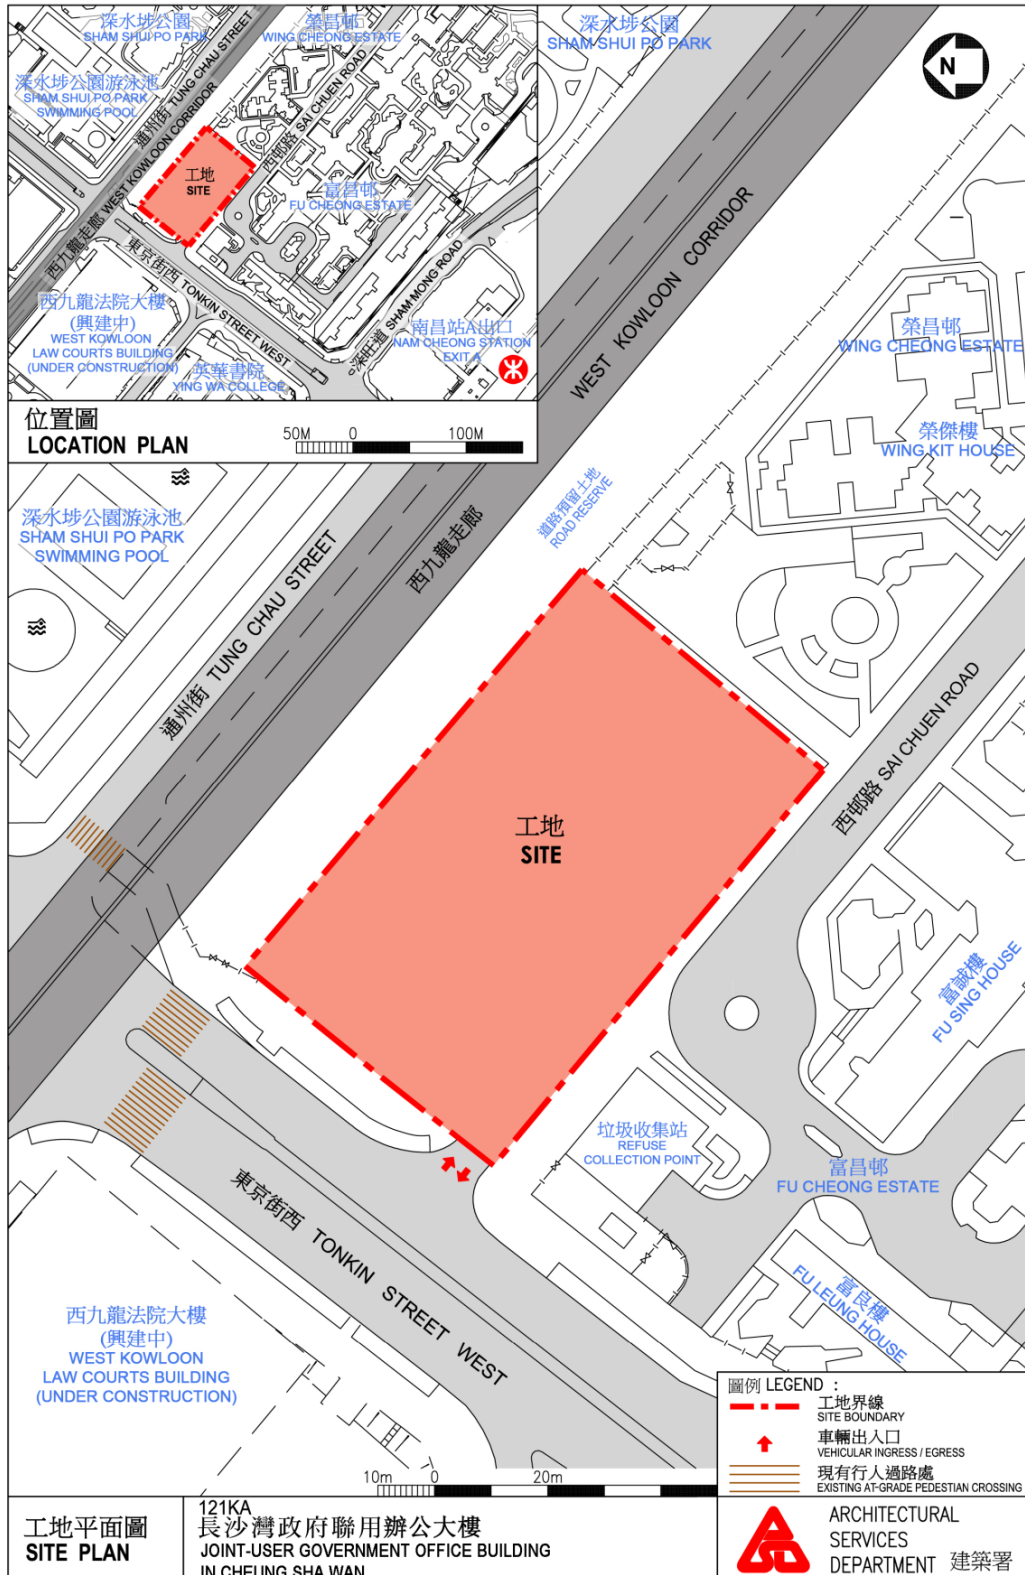 深水埗公園
SHAM SHUI PO PARK
榮昌邨
WING CHEONG ESTATE
深水埗公園游泳池
SHAM SHUI PO PARK
SWIMMING POOL
通州街 TUNG CHAU STREET
西九龍走廊 WEST KOWLOON CORRIDOR
西邨路 SAI CHUEN ROAD
工地
SITE
富昌邨
FU CHEONG ESTATE
東京街西 TONKIN STREET WEST
深旺道 SHAM MONG ROAD
西九龍法院大樓
(興建中)
WEST KOWLOON
LAW COURTS BUILDING
(UNDER CONSTRUCTION)
英華書院
YING WA COLLEGE
南昌站A出口
NAM CHEONG STATION
EXIT A
位置圖
LOCATION PLAN
50M 0 100M
深水埗公園
SHAM SHUI PO PARK
N
WEST KOWLOON CORRIDOR
西九龍走廊
榮昌邨
WING CHEONG ESTATE
榮傑樓
WING KIT HOUSE
道路預留土地
ROAD RESERVE
深水埗公園游泳池
SHAM SHUI PO PARK
SWIMMING POOL
通州街 TUNG CHAU STREET
西邨路 SAI CHUEN ROAD
工地
SITE
富誠樓
FU SING HOUSE
垃圾收集站
REFUSE
COLLECTION POINT
富昌邨
FU CHEONG ESTATE
富良樓
FU LEUNG HOUSE
東京街西 TONKIN STREET WEST
西九龍法院大樓
(興建中)
WEST KOWLOON
LAW COURTS BUILDING
(UNDER CONSTRUCTION)
圖例 LEGEND :
工地界線
SITE BOUNDARY
車輛出入口
VEHICULAR INGRESS / EGRESS
現有行人過路處
EXISTING AT-GRADE PEDESTIAN CROSSING
10m 0 20m
工地平面圖
SITE PLAN
121KA
長沙灣政府聯用辦公大樓
JOINT-USER GOVERNMENT OFFICE BUILDING
IN CHEUNG SHA WAN
ARCHITECTURAL
SERVICES
DEPARTMENT 建築署